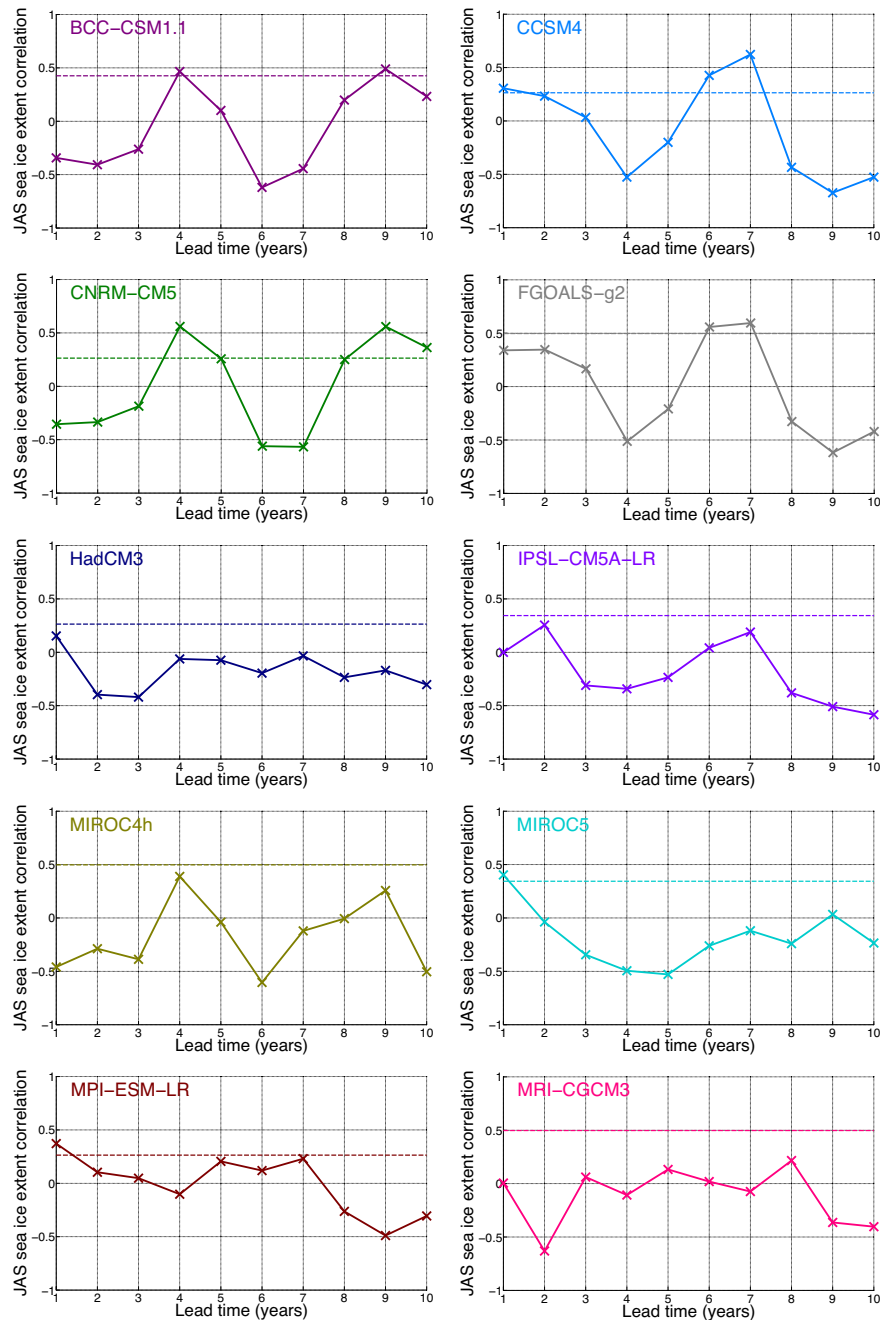 BCC−CSM1.1
JAS sea ice extent correlation
1
0.5
0
−0.5
−1
1 2 3 4 5 6 7 8 9 10
Lead time (years)
CCSM4
JAS sea ice extent correlation
1
0.5
0
−0.5
−1
1 2 3 4 5 6 7 8 9 10
Lead time (years)
CNRM−CM5
JAS sea ice extent correlation
1
0.5
0
−0.5
−1
1 2 3 4 5 6 7 8 9 10
Lead time (years)
FGOALS−g2
JAS sea ice extent correlation
1
0.5
0
−0.5
−1
1 2 3 4 5 6 7 8 9 10
Lead time (years)
HadCM3
JAS sea ice extent correlation
1
0.5
0
−0.5
−1
1 2 3 4 5 6 7 8 9 10
Lead time (years)
IPSL−CM5A−LR
JAS sea ice extent correlation
1
0.5
0
−0.5
−1
1 2 3 4 5 6 7 8 9 10
Lead time (years)
MIROC4h
JAS sea ice extent correlation
1
0.5
0
−0.5
−1
1 2 3 4 5 6 7 8 9 10
Lead time (years)
MIROC5
JAS sea ice extent correlation
1
0.5
0
−0.5
−1
1 2 3 4 5 6 7 8 9 10
Lead time (years)
MPI−ESM−LR
JAS sea ice extent correlation
1
0.5
0
−0.5
−1
1 2 3 4 5 6 7 8 9 10
Lead time (years)
MRI−CGCM3
JAS sea ice extent correlation
1
0.5
0
−0.5
−1
1 2 3 4 5 6 7 8 9 10
Lead time (years)